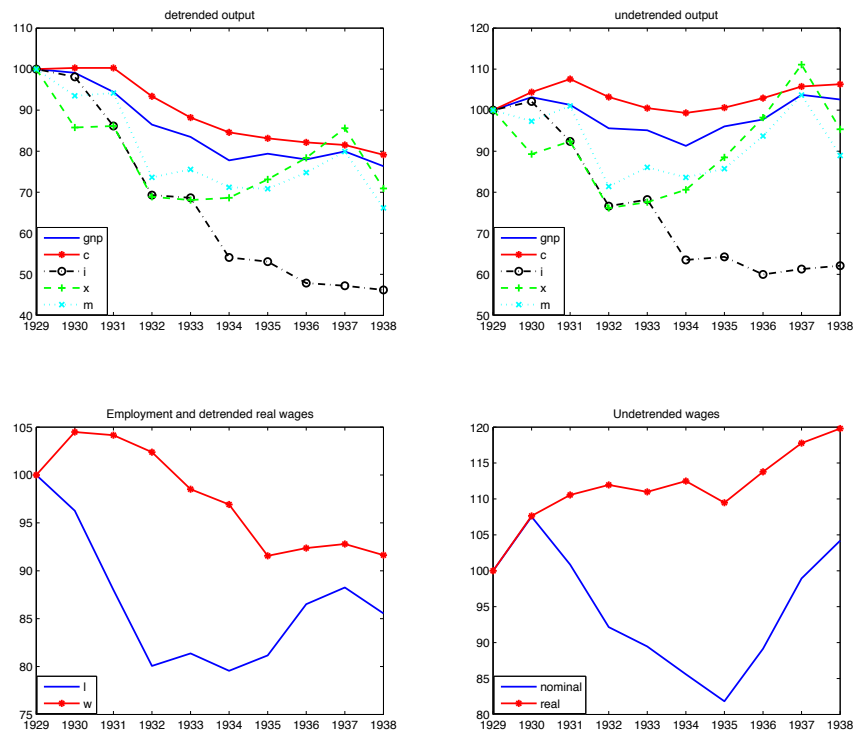 detrended output
110
100
90
80
70
60
50
40
gnp
c
i
x
m
1929 1930 1931 1932 1933 1934 1935 1936 1937 1938
undetrended output
120
110
100
90
80
70
60
50
gnp
c
i
x
m
1929 1930 1931 1932 1933 1934 1935 1936 1937 1938
Employment and detrended real wages
105
100
95
90
85
80
75
l
w
1929 1930 1931 1932 1933 1934 1935 1936 1937 1938
Undetrended wages
120
115
110
105
100
95
90
85
80
nominal
real
1929 1930 1931 1932 1933 1934 1935 1936 1937 1938